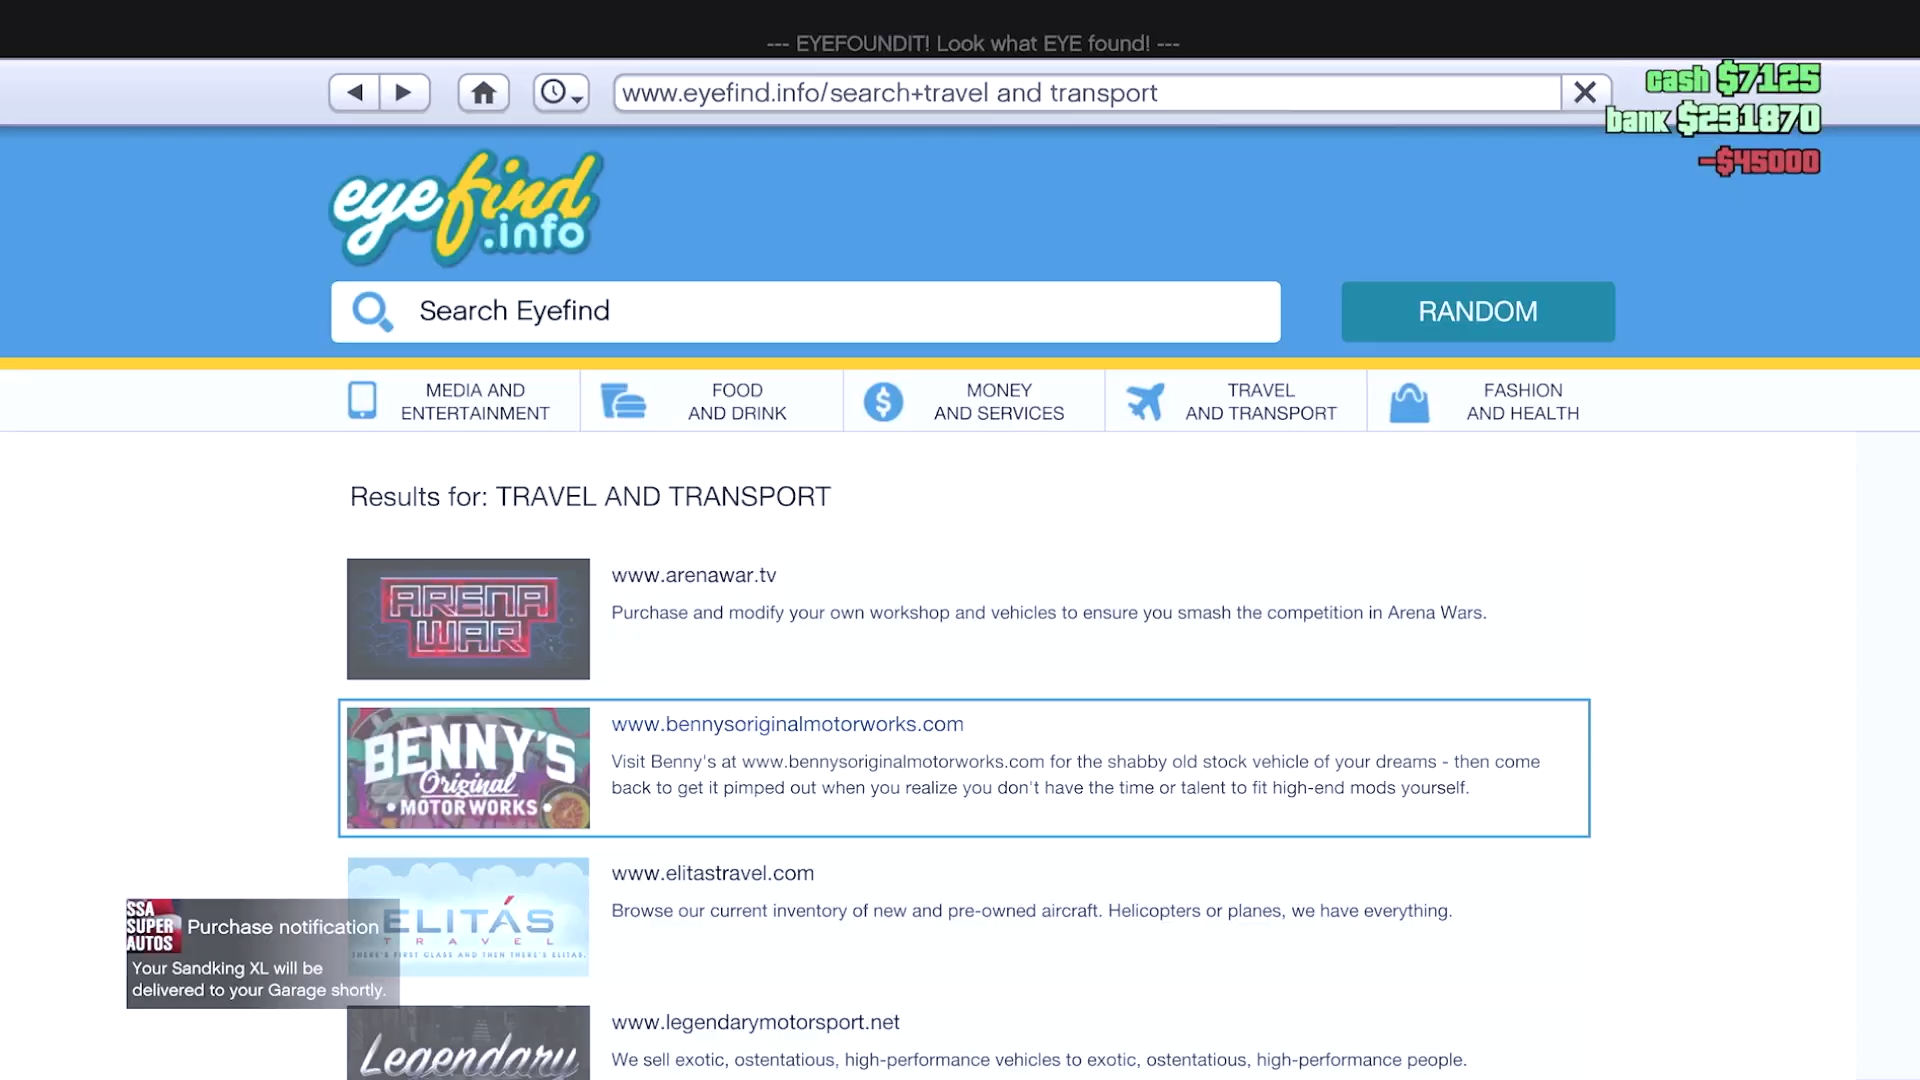 --- EYEFOUNDIT! Look what EYE found! ---
www.eyefind.info/search+travel and transport
cash $7125
bank $231870
-$45000
eyefind
.info
Search Eyefind
RANDOM
MEDIA AND
ENTERTAINMENT
FOOD
AND DRINK
MONEY
AND SERVICES
TRAVEL
AND TRANSPORT
FASHION
AND HEALTH
Results for: TRAVEL AND TRANSPORT
ARENA
WAR
www.arenawar.tv
Purchase and modify your own workshop and vehicles to ensure you smash the competition in Arena Wars.
BENNY'S
Original
MOTOR WORKS
www.bennysoriginalmotorworks.com
Visit Benny's at www.bennysoriginalmotorworks.com for the shabby old stock vehicle of your dreams - then come
back to get it pimped out when you realize you don't have the time or talent to fit high-end mods yourself.
ELITÁS
TRAVEL
THERE'S FIRST CLASS AND THEN THERE'S ELITAS.
www.elitastravel.com
Browse our current inventory of new and pre-owned aircraft. Helicopters or planes, we have everything.
SSA
SUPER
AUTOS
Purchase notification
Your Sandking XL will be
delivered to your Garage shortly.
Legendary
www.legendarymotorsport.net
We sell exotic, ostentatious, high-performance vehicles to exotic, ostentatious, high-performance people.